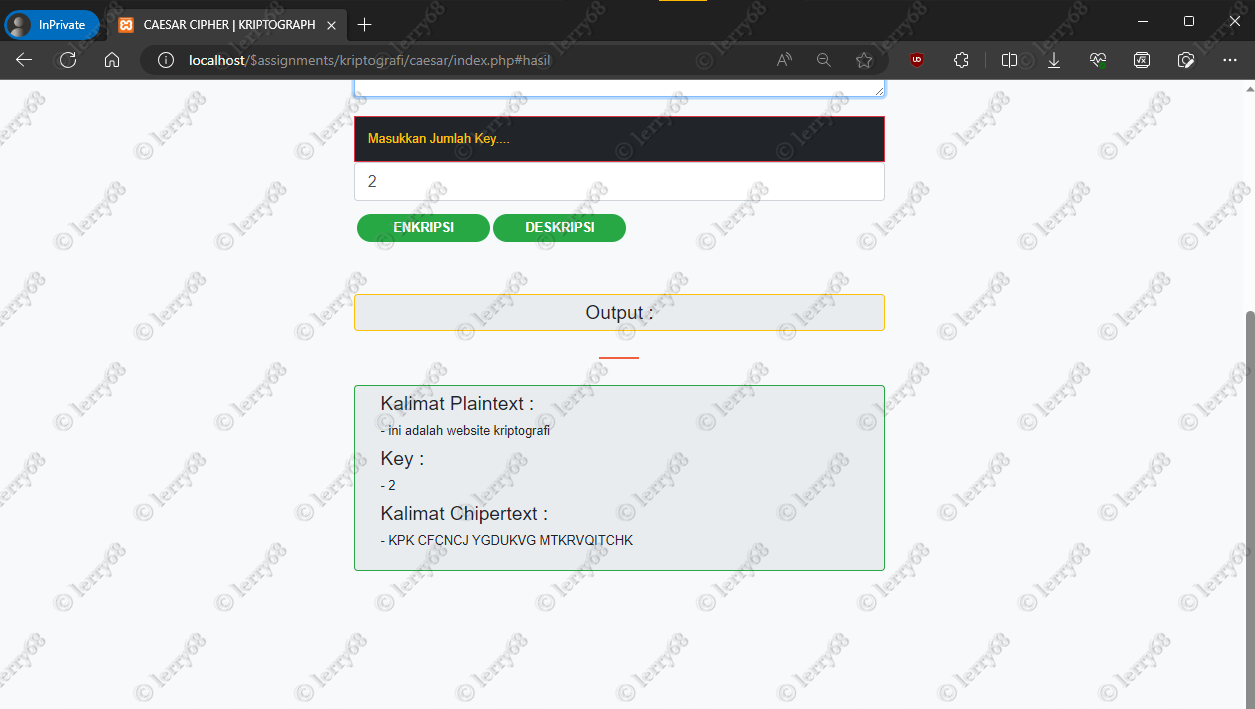 InPrivate
CAESAR CIPHER | KRIPTOGRAPH
localhost/$assignments/kriptografi/caesar/index.php#hasil
Masukkan Jumlah Key....
2
ENKRIPSI DESKRIPSI
Output :
Kalimat Plaintext :
- ini adalah website kriptografi
Key :
- 2
Kalimat Chipertext :
- KPK CFCNCJ YGDUKVG MTKRVQITCHK
© lerry68